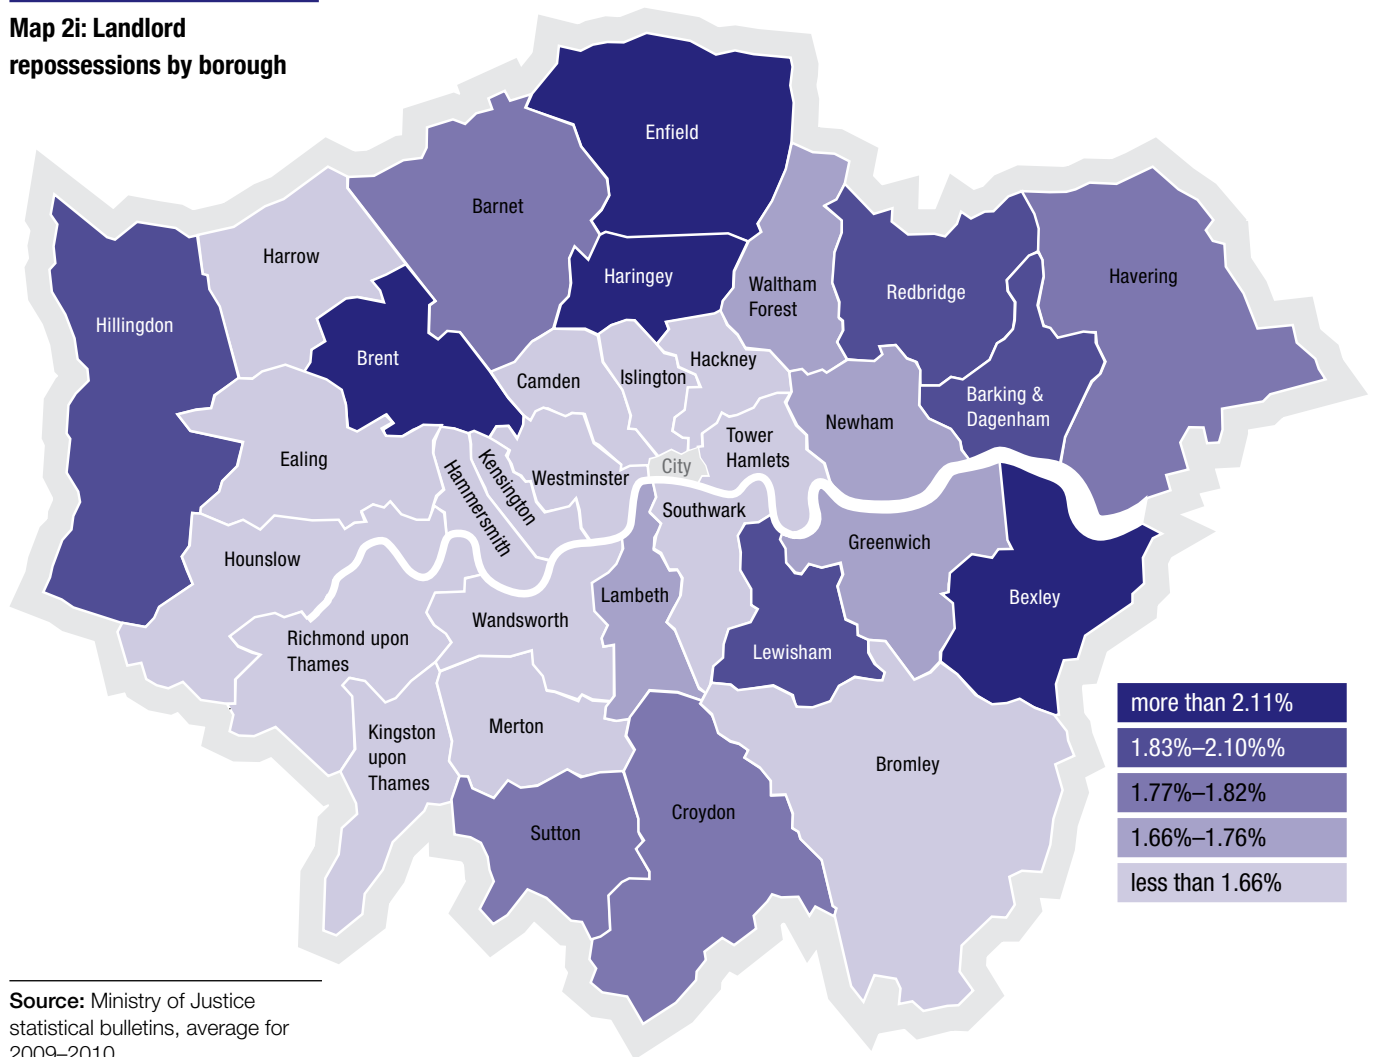 Map 2i: Landlord
repossessions by borough
Enfield
Barnet
Harrow
Haringey
Waltham
Forest
Redbridge
Havering
Hillingdon
Brent
Camden
Islington
Hackney
Barking &
Dagenham
Newham
Tower
Hamlets
Ealing
City
Westminster
Kensington
Hammersmith
Southwark
Hounslow
Greenwich
Lambeth
Bexley
Wandsworth
Richmond upon
Thames
Lewisham
Merton
Kingston
upon
Thames
Bromley
Sutton
Croydon
more than 2.11%
1.83%–2.10%%
1.77%–1.82%
1.66%–1.76%
less than 1.66%
Source: Ministry of Justice
statistical bulletins, average for
2009–2010